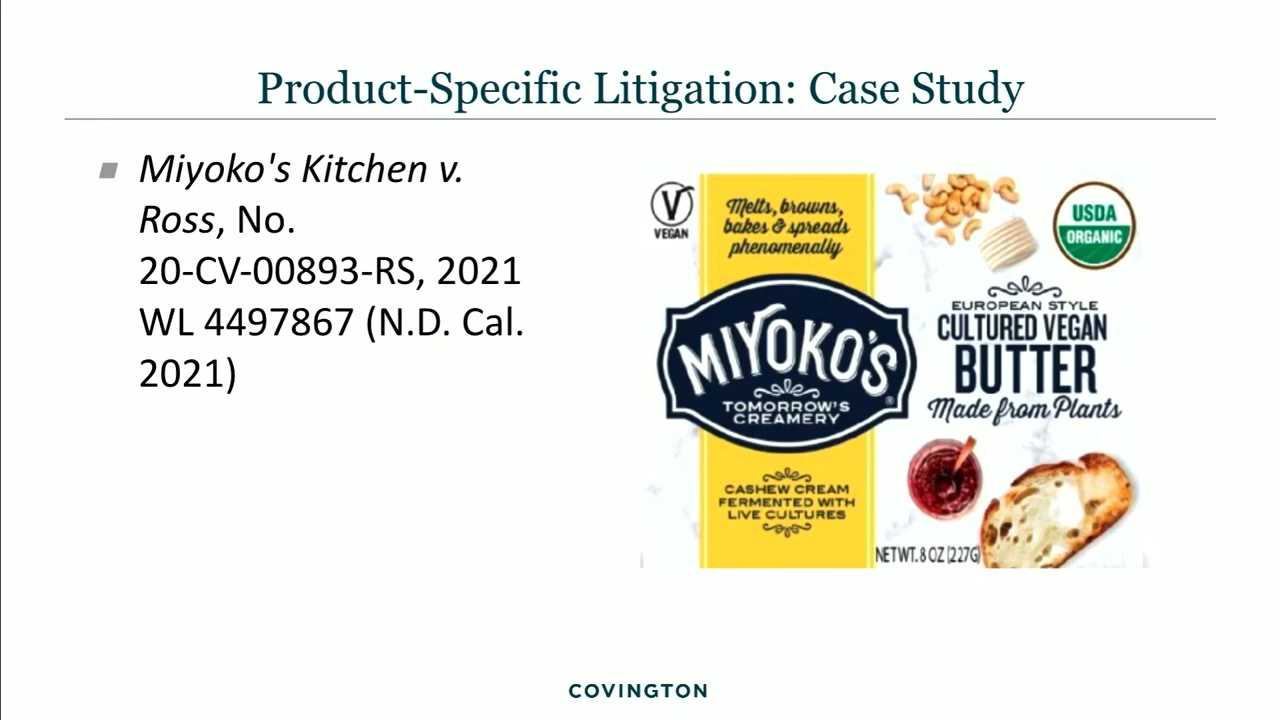 Product-Specific Litigation: Case Study
Miyoko's Kitchen v.
Ross, No.
20-CV-00893-RS, 2021
WL 4497867 (N.D. Cal.
2021)
V
VEGAN
Melts, browns,
bakes & spreads
phenomenally
USDA
ORGANIC
MIYOKO'S
®
TOMORROW'S
CREAMERY
EUROPEAN STYLE
CULTURED VEGAN
BUTTER
Made from Plants
CASHEW CREAM
FERMENTED WITH
LIVE CULTURES
NET WT. 8 OZ (227G)
COVINGTON